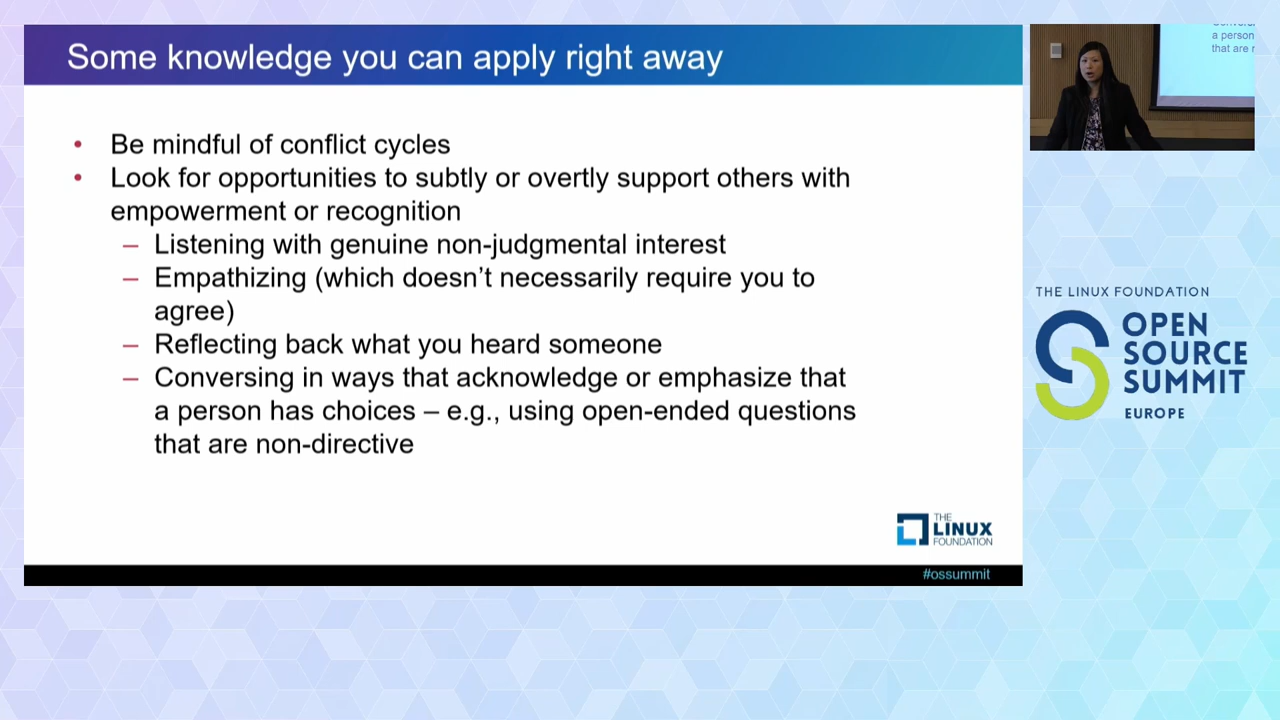 Some knowledge you can apply right away
• Be mindful of conflict cycles
• Look for opportunities to subtly or overtly support others with
empowerment or recognition
– Listening with genuine non-judgmental interest
– Empathizing (which doesn’t necessarily require you to
agree)
– Reflecting back what you heard someone
– Conversing in ways that acknowledge or emphasize that
a person has choices – e.g., using open-ended questions
that are non-directive
THE
LINUX
FOUNDATION
#ossummit
a person
that are
THE LINUX FOUNDATION
OPEN
SOURCE
SUMMIT
EUROPE